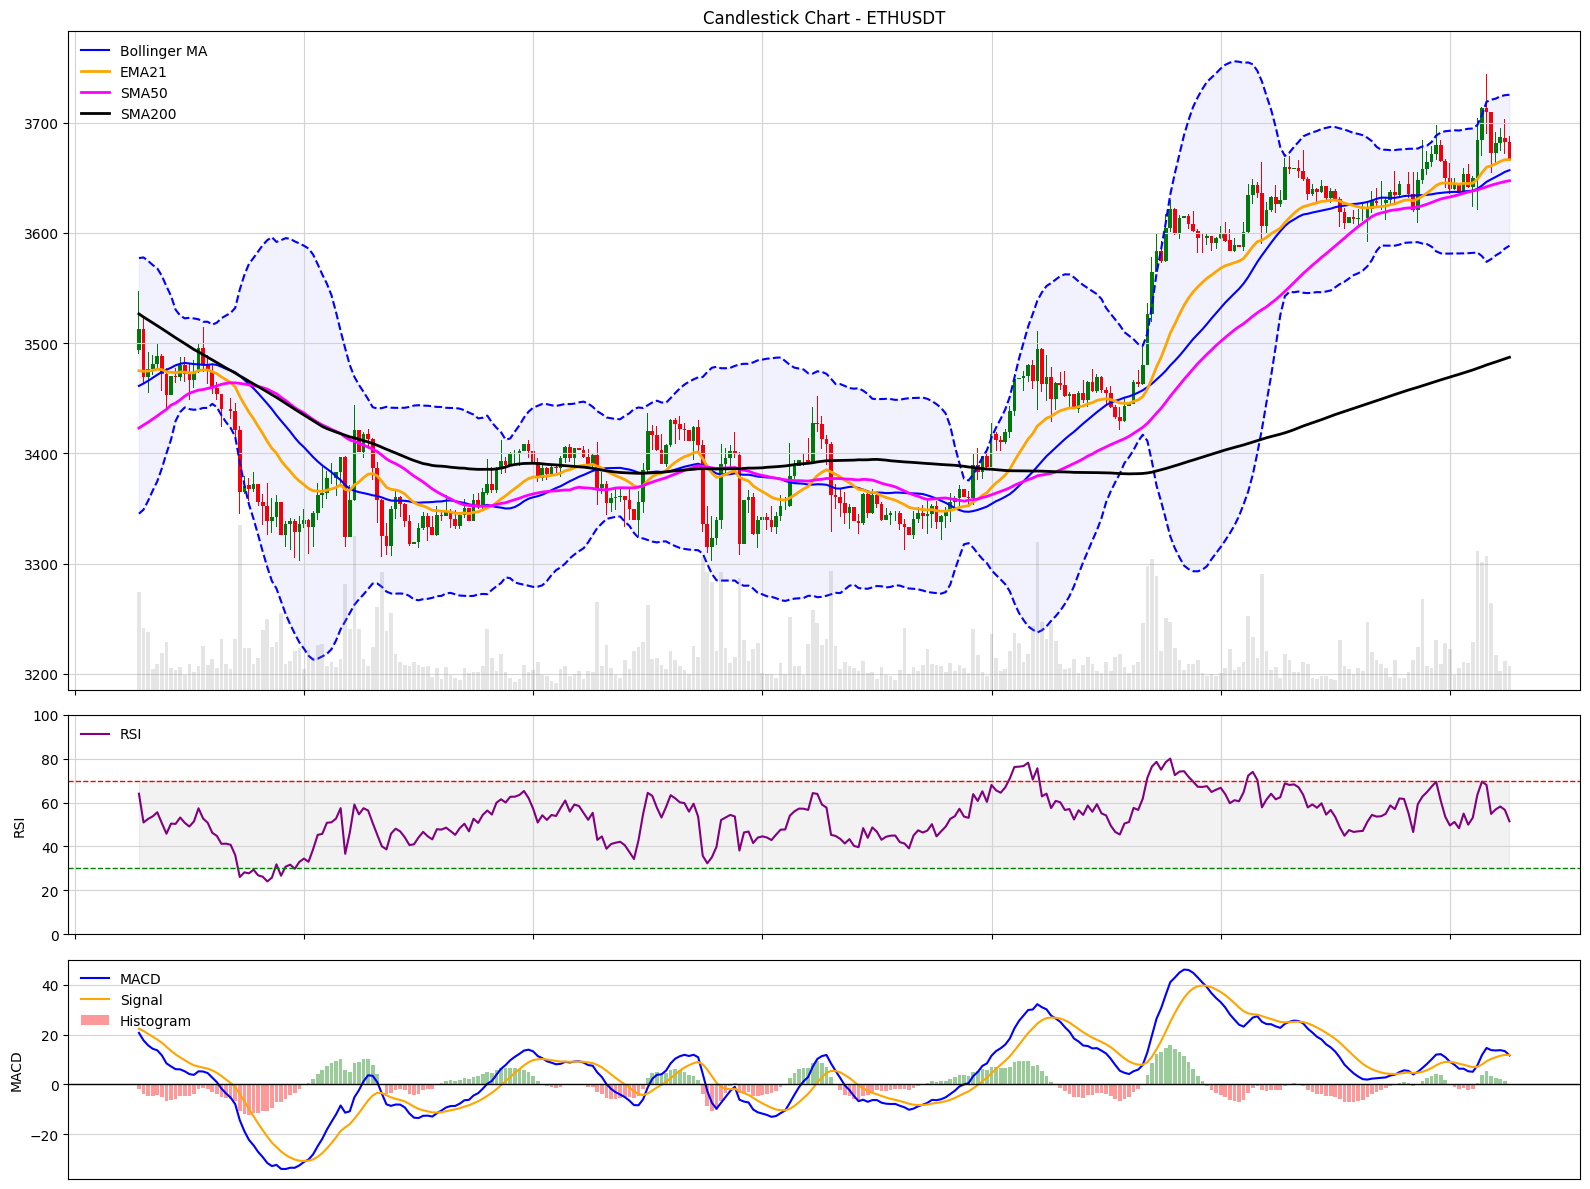 Candlestick Chart - ETHUSDT
Bollinger MA
EMA21
SMA50
SMA200
3700
3600
3500
3400
3300
3200
RSI
100
80
60
40
20
0
RSI
MACD
Signal
Histogram
40
20
0
−20
MACD